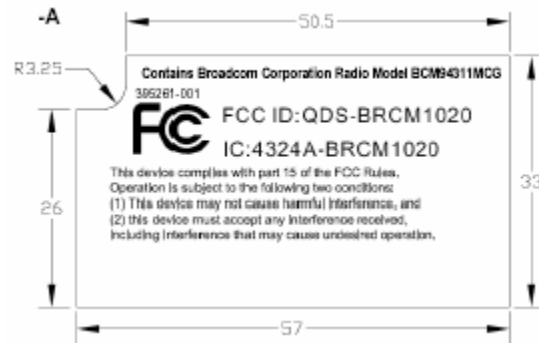 -A
50.5
R3.25
Contains Broadcom Corporation Radio Model BCM94311MCG
395261-001
FC FCC ID:QDS-BRCM1020
IC:4324A-BRCM1020
This device complies with part 15 of the FCC Rules,
Operation is subject to the following two conditions:
(1) This device may not cause harmful interference, and
(2) this device must accept any interference received,
including interference that may cause undesired operation.
26
33
57